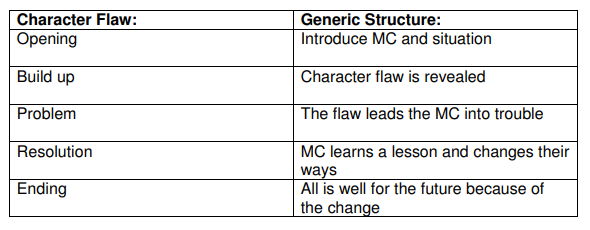 Character Flaw: Generic Structure:
Opening Introduce MC and situation
Build up Character flaw is revealed
Problem The flaw leads the MC into trouble
Resolution MC learns a lesson and changes their
ways
Ending All is well for the future because of
the change